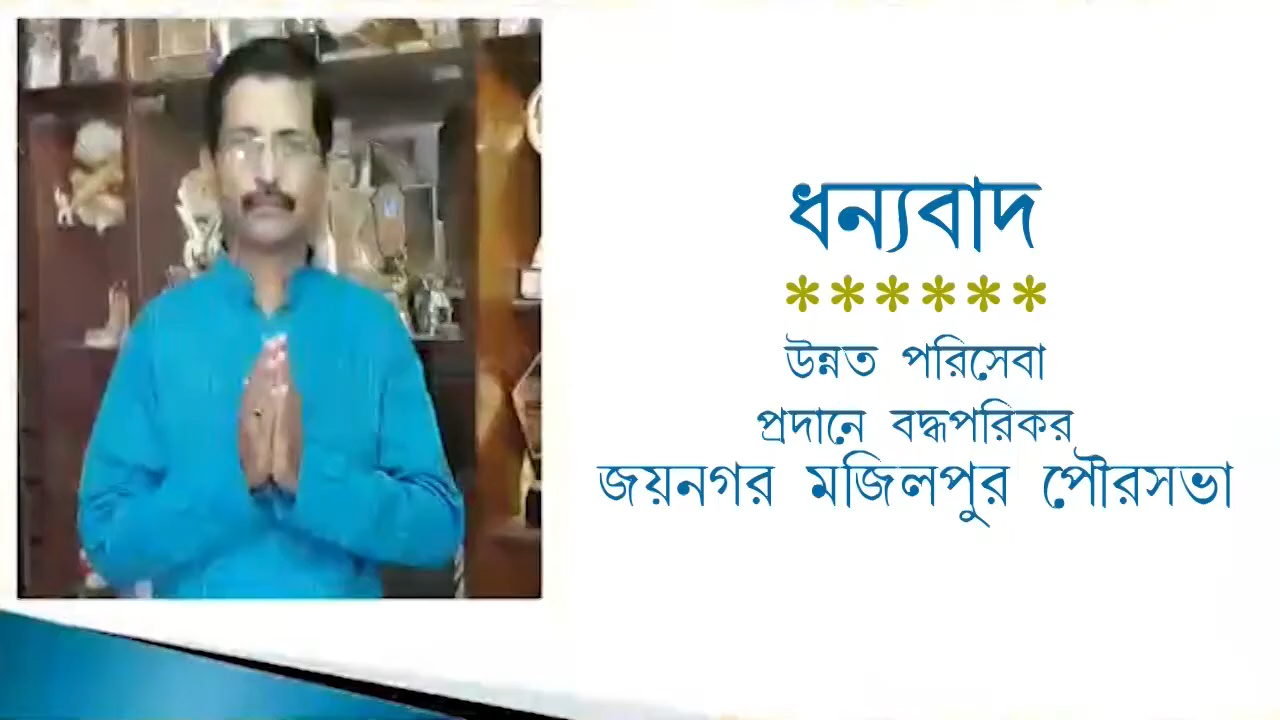 ধন্যবাদ
******
উন্নত পরিসেবা
প্রদানে বদ্ধপরিকর
জয়নগর মজিলপুর পৌরসভা